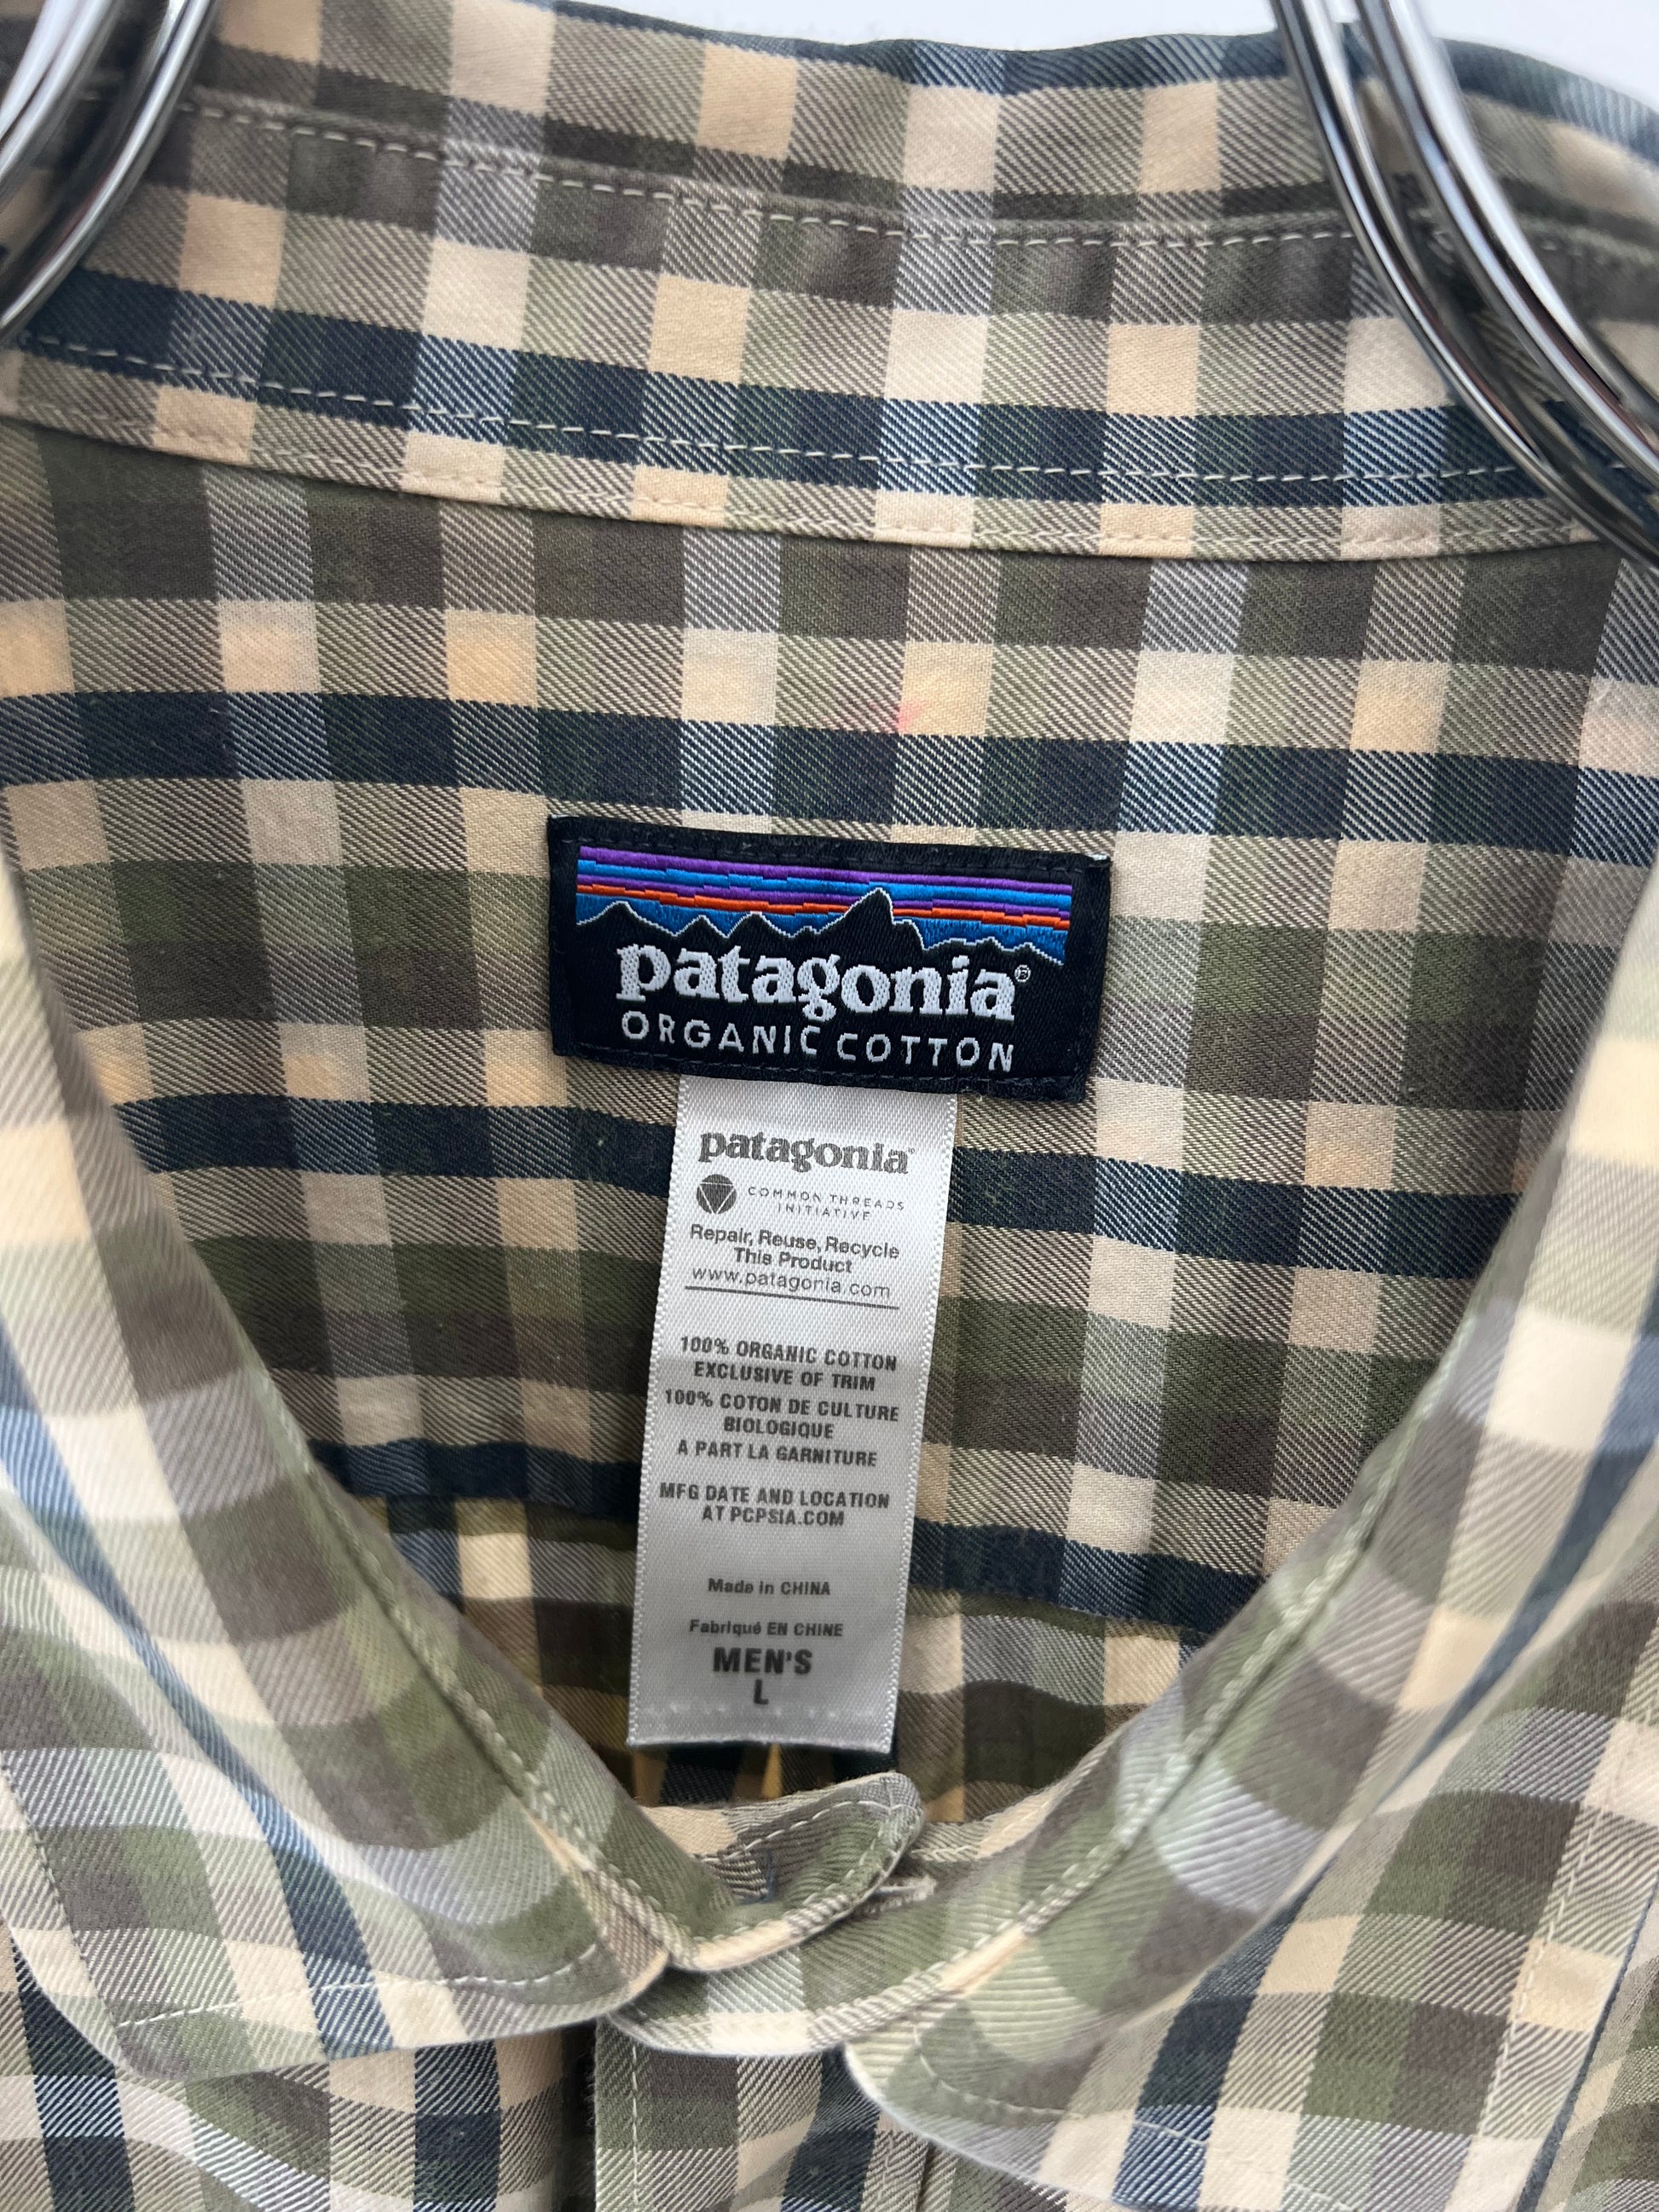 patagonia®
ORGANIC COTTON
patagonia®
COMMON THREADS
INITIATIVE
Repair, Reuse, Recycle
This Product
www.patagonia.com
100% ORGANIC COTTON
EXCLUSIVE OF TRIM
100% COTON DE CULTURE
BIOLOGIQUE
A PART LA GARNITURE
MFG DATE AND LOCATION
AT PCPSIA.COM
Made in CHINA
Fabriqué EN CHINE
MEN'S
L